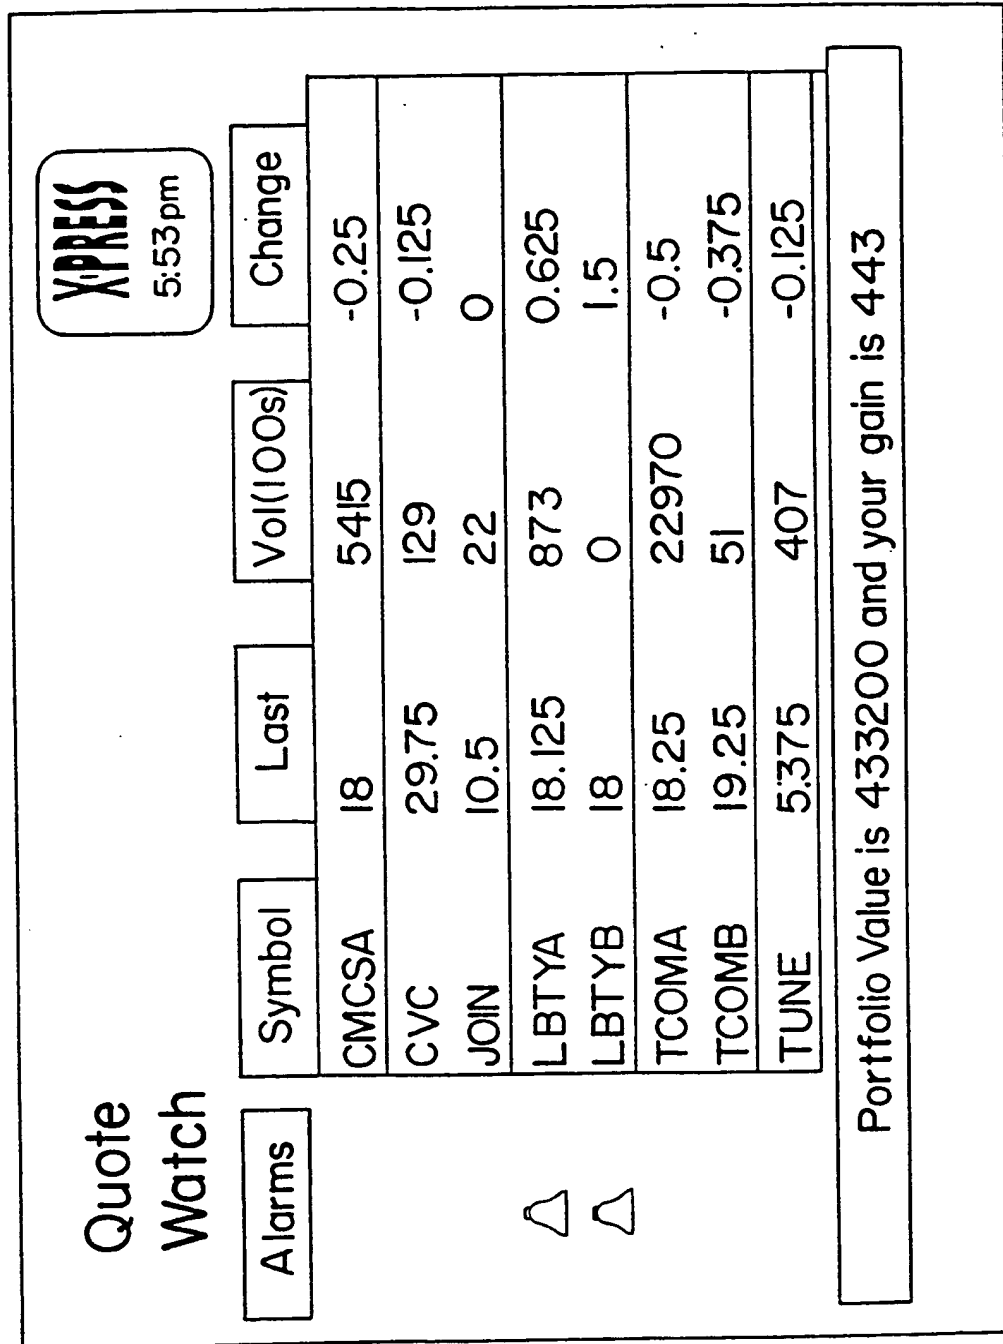 Quote
Watch
X·PRESS
5:53pm
Alarms Symbol Last Vol(100s) Change
CMCSA 18 5415 -0.25
CVC 29.75 129 -0.125
JOIN 10.5 22 0
LBTYA 18.125 873 0.625
LBTYB 18 0 1.5
TCOMA 18.25 22970 -0.5
TCOMB 19.25 51 -0.375
TUNE 5.375 407 -0.125
Portfolio Value is 433200 and your gain is 443